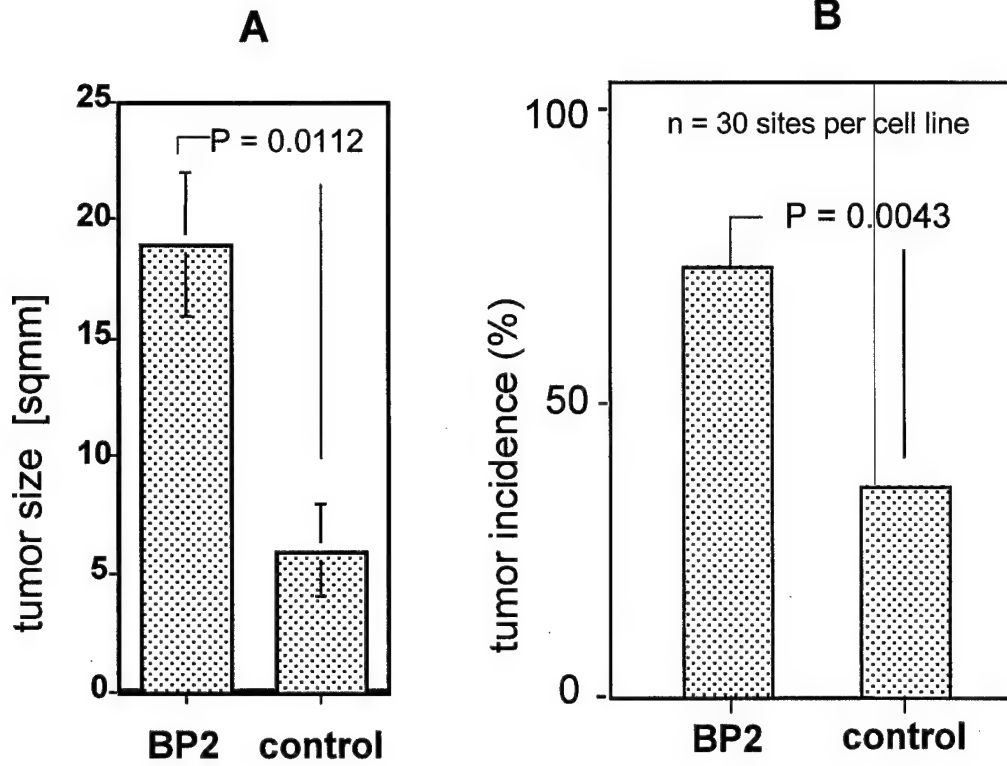 A
25
20
15
10
5
0
P = 0.0112
tumor size [sqmm]
BP2 control
B
100
50
0
n = 30 sites per cell line
P = 0.0043
tumor incidence (%)
BP2 control